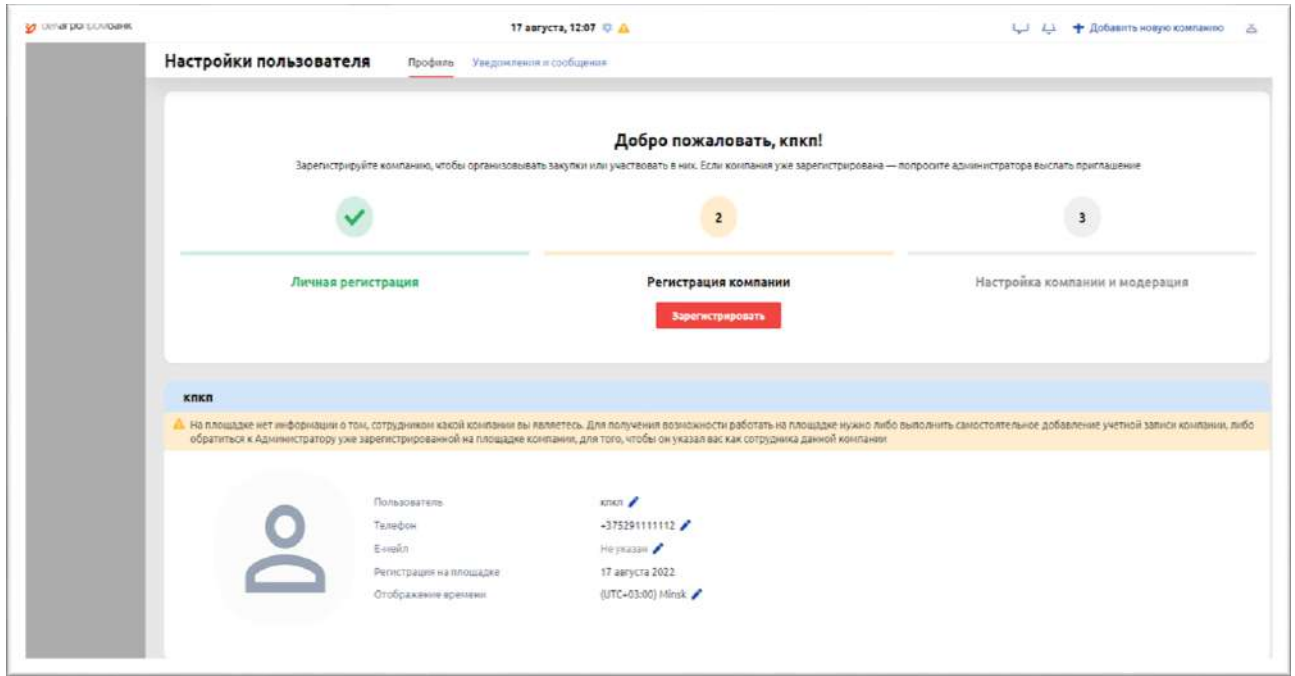 белагропромбанк
17 августа, 12:07
Добавить новую компанию
Настройки пользователя
Профиль
Уведомления и сообщения
Добро пожаловать, кпкп!
Зарегистрируйте компанию, чтобы организовывать закупки или участвовать в них. Если компания уже зарегистрирована — попросите администратора выслать приглашение
2
3
Личная регистрация
Регистрация компании
Настройка компании и модерация
Зарегистрировать
кпкп
На площадке нет информации о том, сотрудником какой компании вы являетесь. Для получения возможности работать на площадке нужно либо выполнить самостоятельное добавление учетной записи компании, либо
обратиться к Администратору уже зарегистрированной на площадке компании, для того, чтобы он указал вас как сотрудника данной компании
Пользователь кпкп
Телефон +375291111112
Е-мейл Не указан
Регистрация на площадке 17 августа 2022
Отображение времени (UTC+03:00) Minsk